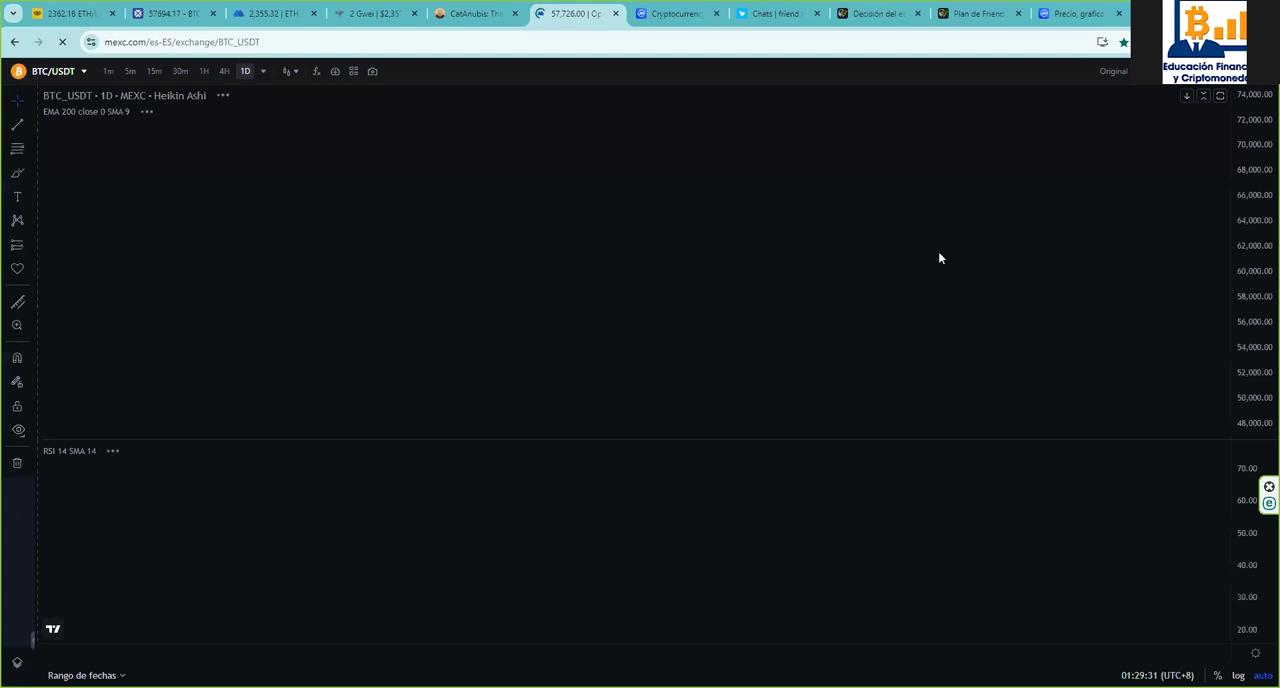 2362.18 ETH/U
57694.17 - BTC
2,355.32 | ETH
2 Gwei | $2,35
CatAnubis: The
57,726.00 | Op
Cryptocurrenc
Chats | friend
Decisión del e
Plan de Friend
Precio, gráfico
mexc.com/es-ES/exchange/BTC_USDT
Educación Financ
y Criptomoneda
BTC/USDT 1m 5m 15m 30m 1H 4H 1D Original
BTC_USDT · 1D · MEXC · Heikin Ashi
EMA 200 close 0 SMA 9
74,000.00
72,000.00
70,000.00
68,000.00
66,000.00
64,000.00
62,000.00
60,000.00
58,000.00
56,000.00
54,000.00
52,000.00
50,000.00
48,000.00
RSI 14 SMA 14
70.00
60.00
50.00
40.00
30.00
20.00
Rango de fechas 01:29:31 (UTC+8) % log auto